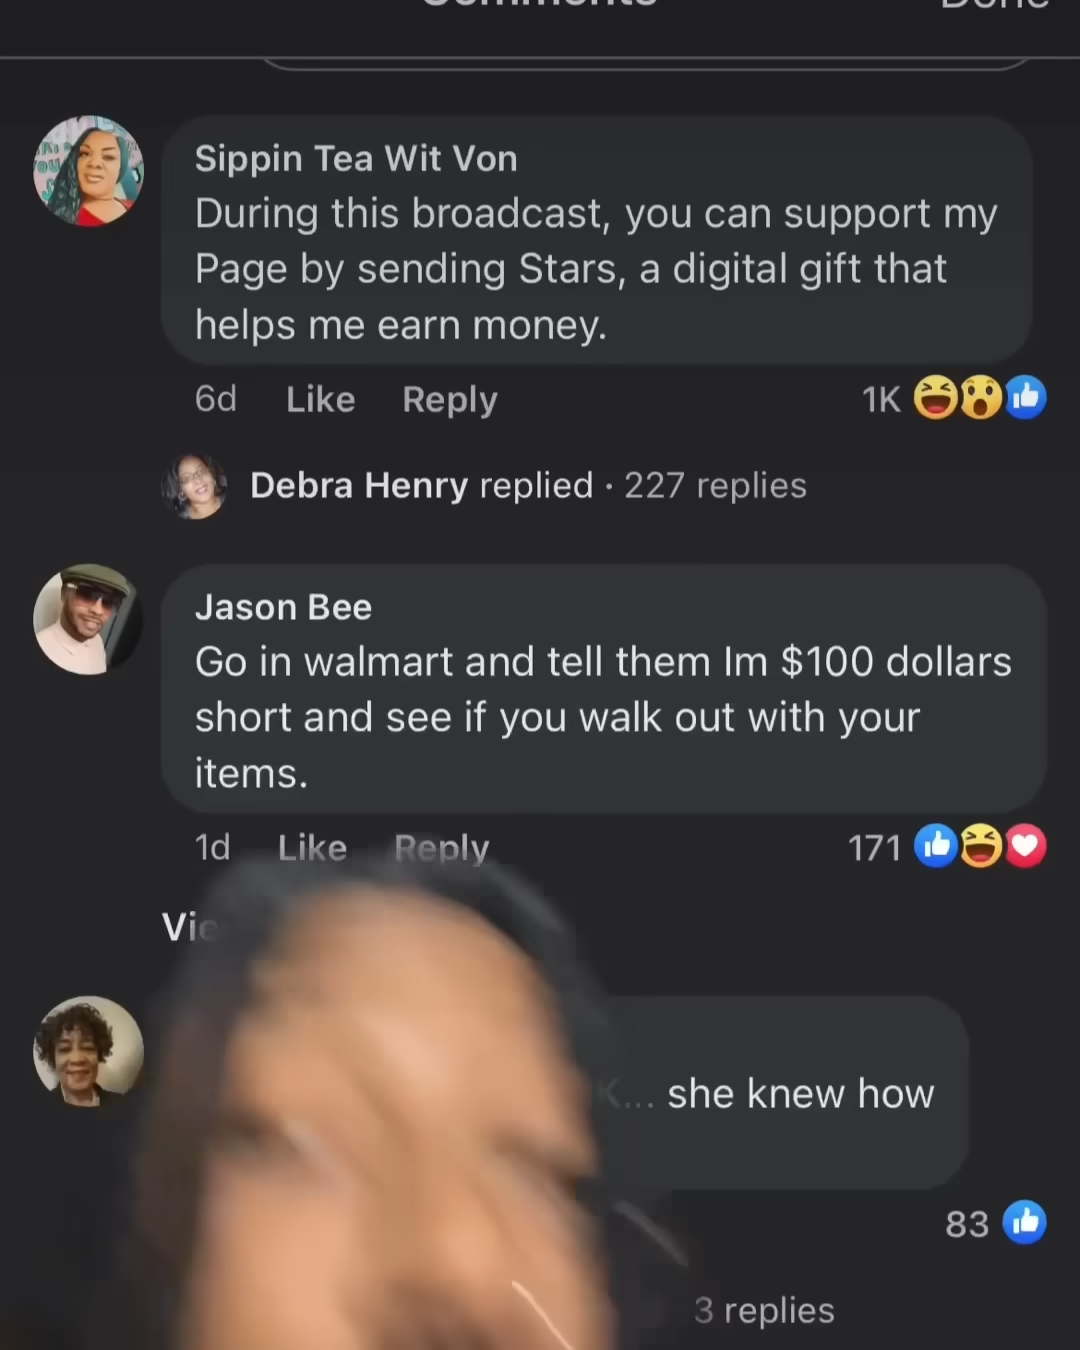 Sippin Tea Wit Von
During this broadcast, you can support my
Page by sending Stars, a digital gift that
helps me earn money.
6d Like Reply 1K
Debra Henry replied · 227 replies
Jason Bee
Go in walmart and tell them Im $100 dollars
short and see if you walk out with your
items.
1d Like Reply 171
... she knew how
83
3 replies